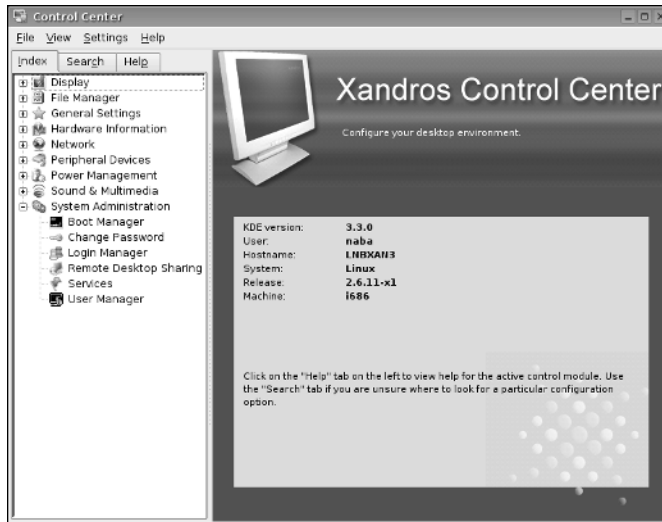 Control Center
File View Settings Help
Index Search Help
Display
File Manager
General Settings
Hardware Information
Network
Peripheral Devices
Power Management
Sound & Multimedia
System Administration
Boot Manager
Change Password
Login Manager
Remote Desktop Sharing
Services
User Manager
Xandros Control Center
Configure your desktop environment.
KDE version: 3.3.0
User: naba
Hostname: LNBXAN3
System: Linux
Release: 2.6.11-x1
Machine: i686
Click on the "Help" tab on the left to view help for the active control module. Use
the "Search" tab if you are unsure where to look for a particular configuration
option.